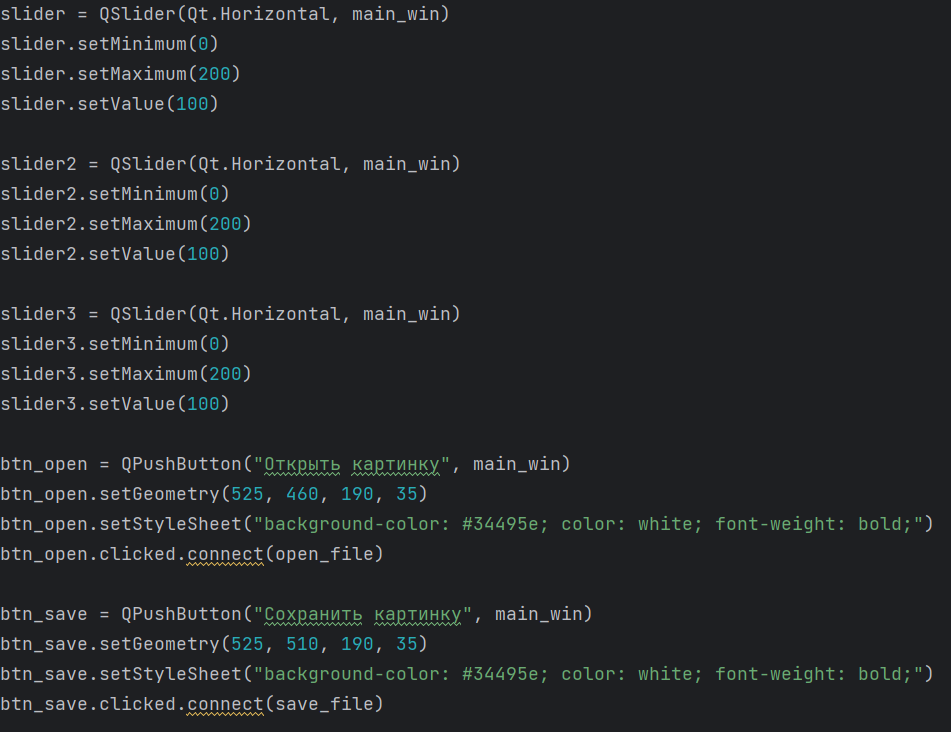 slider = QSlider(Qt.Horizontal, main_win)
slider.setMinimum(0)
slider.setMaximum(200)
slider.setValue(100)
slider2 = QSlider(Qt.Horizontal, main_win)
slider2.setMinimum(0)
slider2.setMaximum(200)
slider2.setValue(100)
slider3 = QSlider(Qt.Horizontal, main_win)
slider3.setMinimum(0)
slider3.setMaximum(200)
slider3.setValue(100)
btn_open = QPushButton("Открыть картинку", main_win)
btn_open.setGeometry(525, 460, 190, 35)
btn_open.setStyleSheet("background-color: #34495e; color: white; font-weight: bold;")
btn_open.clicked.connect(open_file)
btn_save = QPushButton("Сохранить картинку", main_win)
btn_save.setGeometry(525, 510, 190, 35)
btn_save.setStyleSheet("background-color: #34495e; color: white; font-weight: bold;")
btn_save.clicked.connect(save_file)